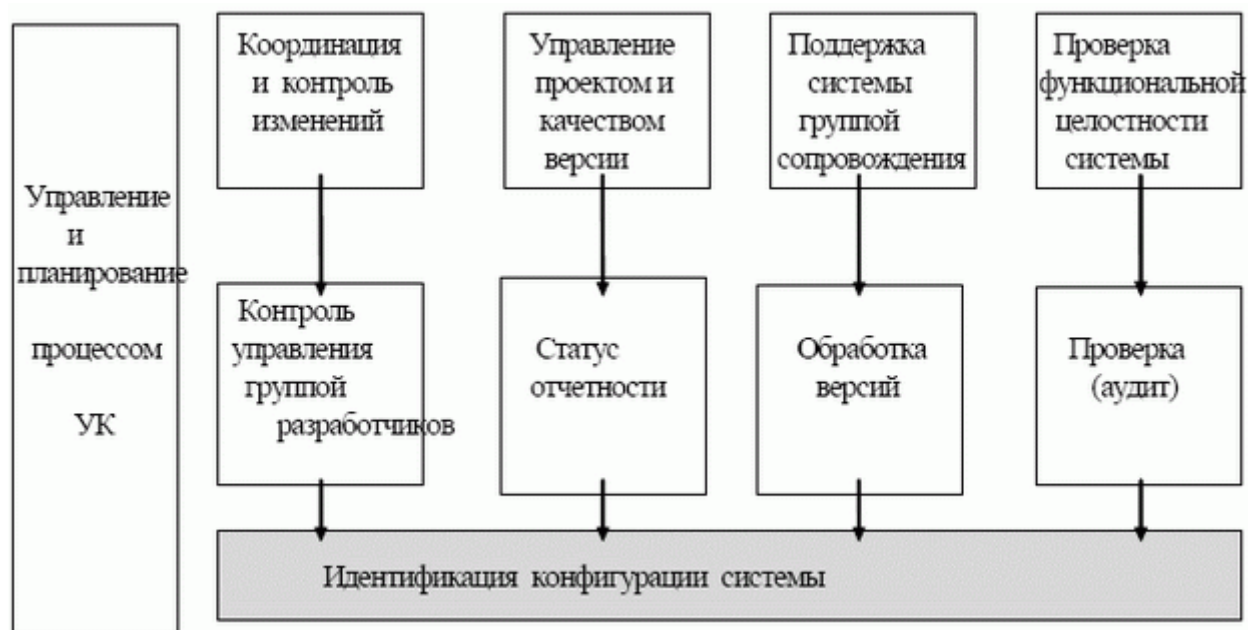 Управление
и
планирование
процессом
УК
Координация
и контроль
изменений
Управление
проектом и
качеством
версии
Поддержка
системы
группой
сопровождения
Проверка
функциональной
целостности
системы
Контроль
управления
группой
разработчиков
Статус
отчетности
Обработка
версий
Проверка
(аудит)
Идентификация конфигурации системы